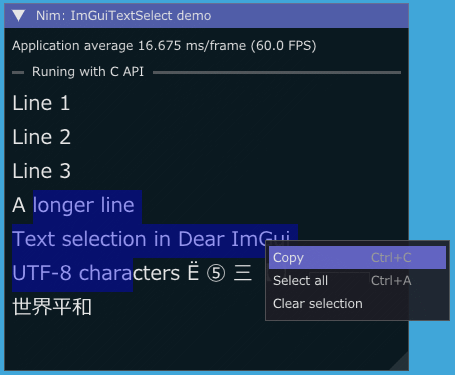 Nim: ImGuiTextSelect demo
Application average 16.675 ms/frame (60.0 FPS)
Runing with C API
Line 1
Line 2
Line 3
A longer line
Text selection in Dear ImGui
UTF-8 characters Ë ⑤ 三
世界平和
Copy Ctrl+C
Select all Ctrl+A
Clear selection